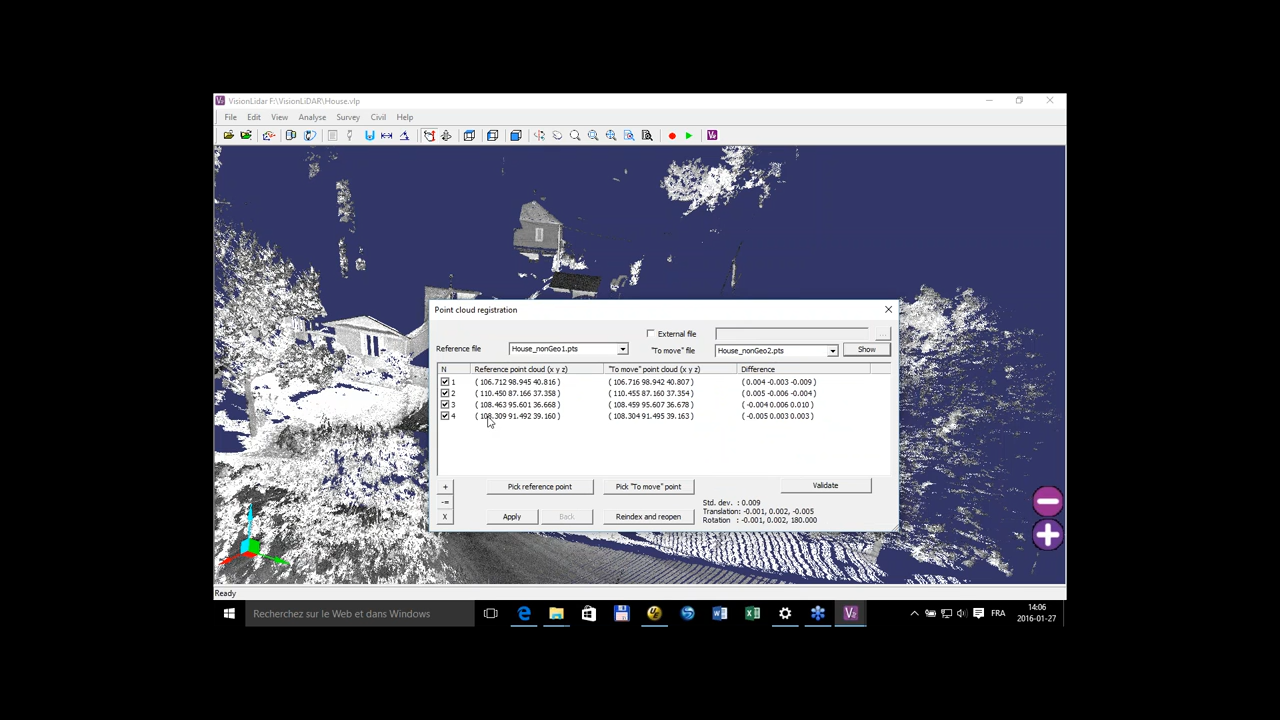 VisionLidar F:\VisionLiDAR\House.vlp
File Edit View Analyse Survey Civil Help
Point cloud registration
External file ...
Reference file House_nonGeo1.pts "To move" file House_nonGeo2.pts Show
N Reference point cloud (x y z) "To move" point cloud (x y z) Difference
1 ( 106.712 98.945 40.816 ) ( 106.716 98.942 40.807 ) ( 0.004 -0.003 -0.009 )
2 ( 110.450 87.166 37.358 ) ( 110.455 87.160 37.354 ) ( 0.005 -0.006 -0.004 )
3 ( 108.463 95.601 36.668 ) ( 108.459 95.607 36.678 ) ( -0.004 0.006 0.010 )
4 ( 108.309 91.492 39.160 ) ( 108.304 91.495 39.163 ) ( -0.005 0.003 0.003 )
+ Pick reference point Pick "To move" point Validate
-= Std. dev. : 0.009
Translation: -0.001, 0.002, -0.005
X Apply Back Reindex and reopen Rotation : -0.001, 0.002, 180.000
Ready
Recherchez sur le Web et dans Windows FRA 14:06
2016-01-27